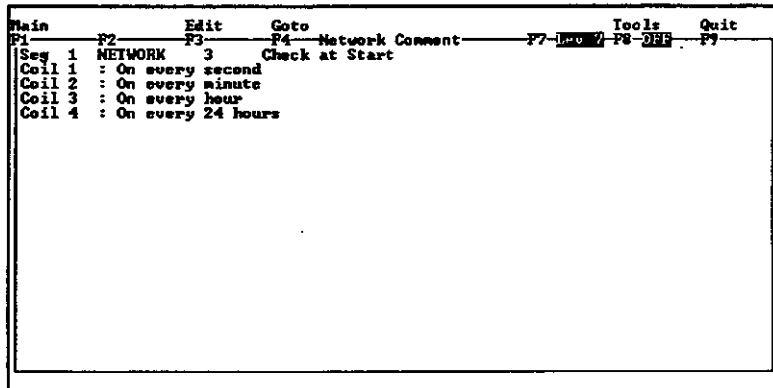 Main Edit Goto Tools Quit
F1 F2 F3 F4 Network Comment F7 Lev ? F8 OFF F9
Seg 1 NETWORK 3 Check at Start
Coil 1 : On every second
Coil 2 : On every minute
Coil 3 : On every hour
Coil 4 : On every 24 hours